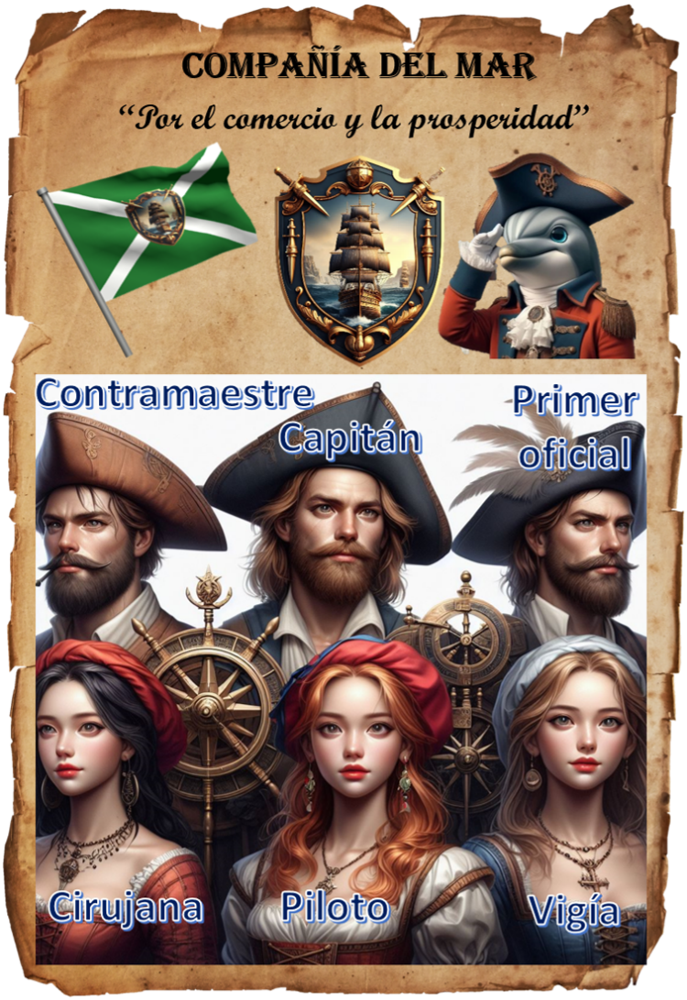 COMPAÑÍA DEL MAR
“Por el comercio y la prosperidad”
Contramaestre
Capitán
Primer
oficial
Cirujana
Piloto
Vigía